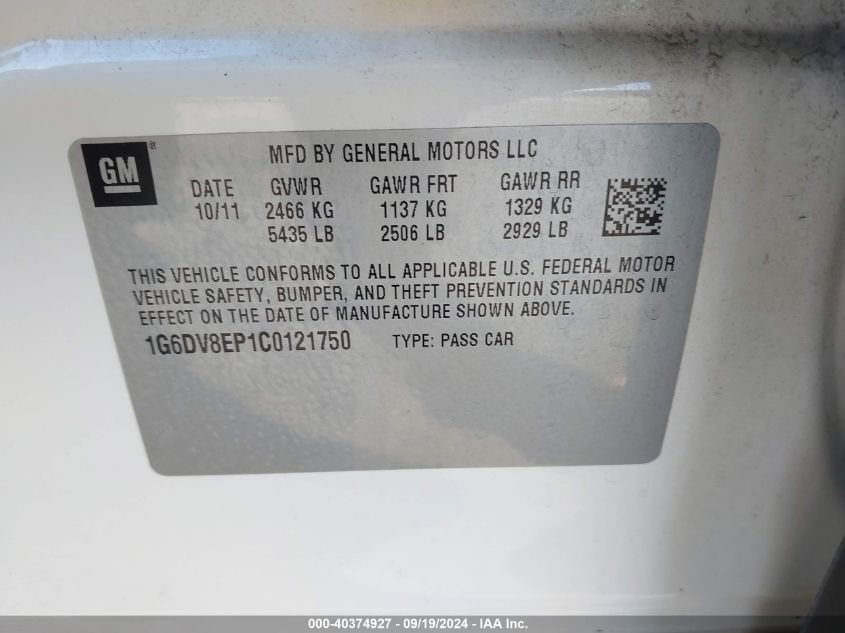 GM ®
MFD BY GENERAL MOTORS LLC
DATE GVWR GAWR FRT GAWR RR
10/11 2466 KG 1137 KG 1329 KG
5435 LB 2506 LB 2929 LB
THIS VEHICLE CONFORMS TO ALL APPLICABLE U.S. FEDERAL MOTOR
VEHICLE SAFETY, BUMPER, AND THEFT PREVENTION STANDARDS IN
EFFECT ON THE DATE OF MANUFACTURE SHOWN ABOVE.
1G6DV8EP1C0121750 TYPE: PASS CAR
000-40374927 - 09/19/2024 - IAA Inc.